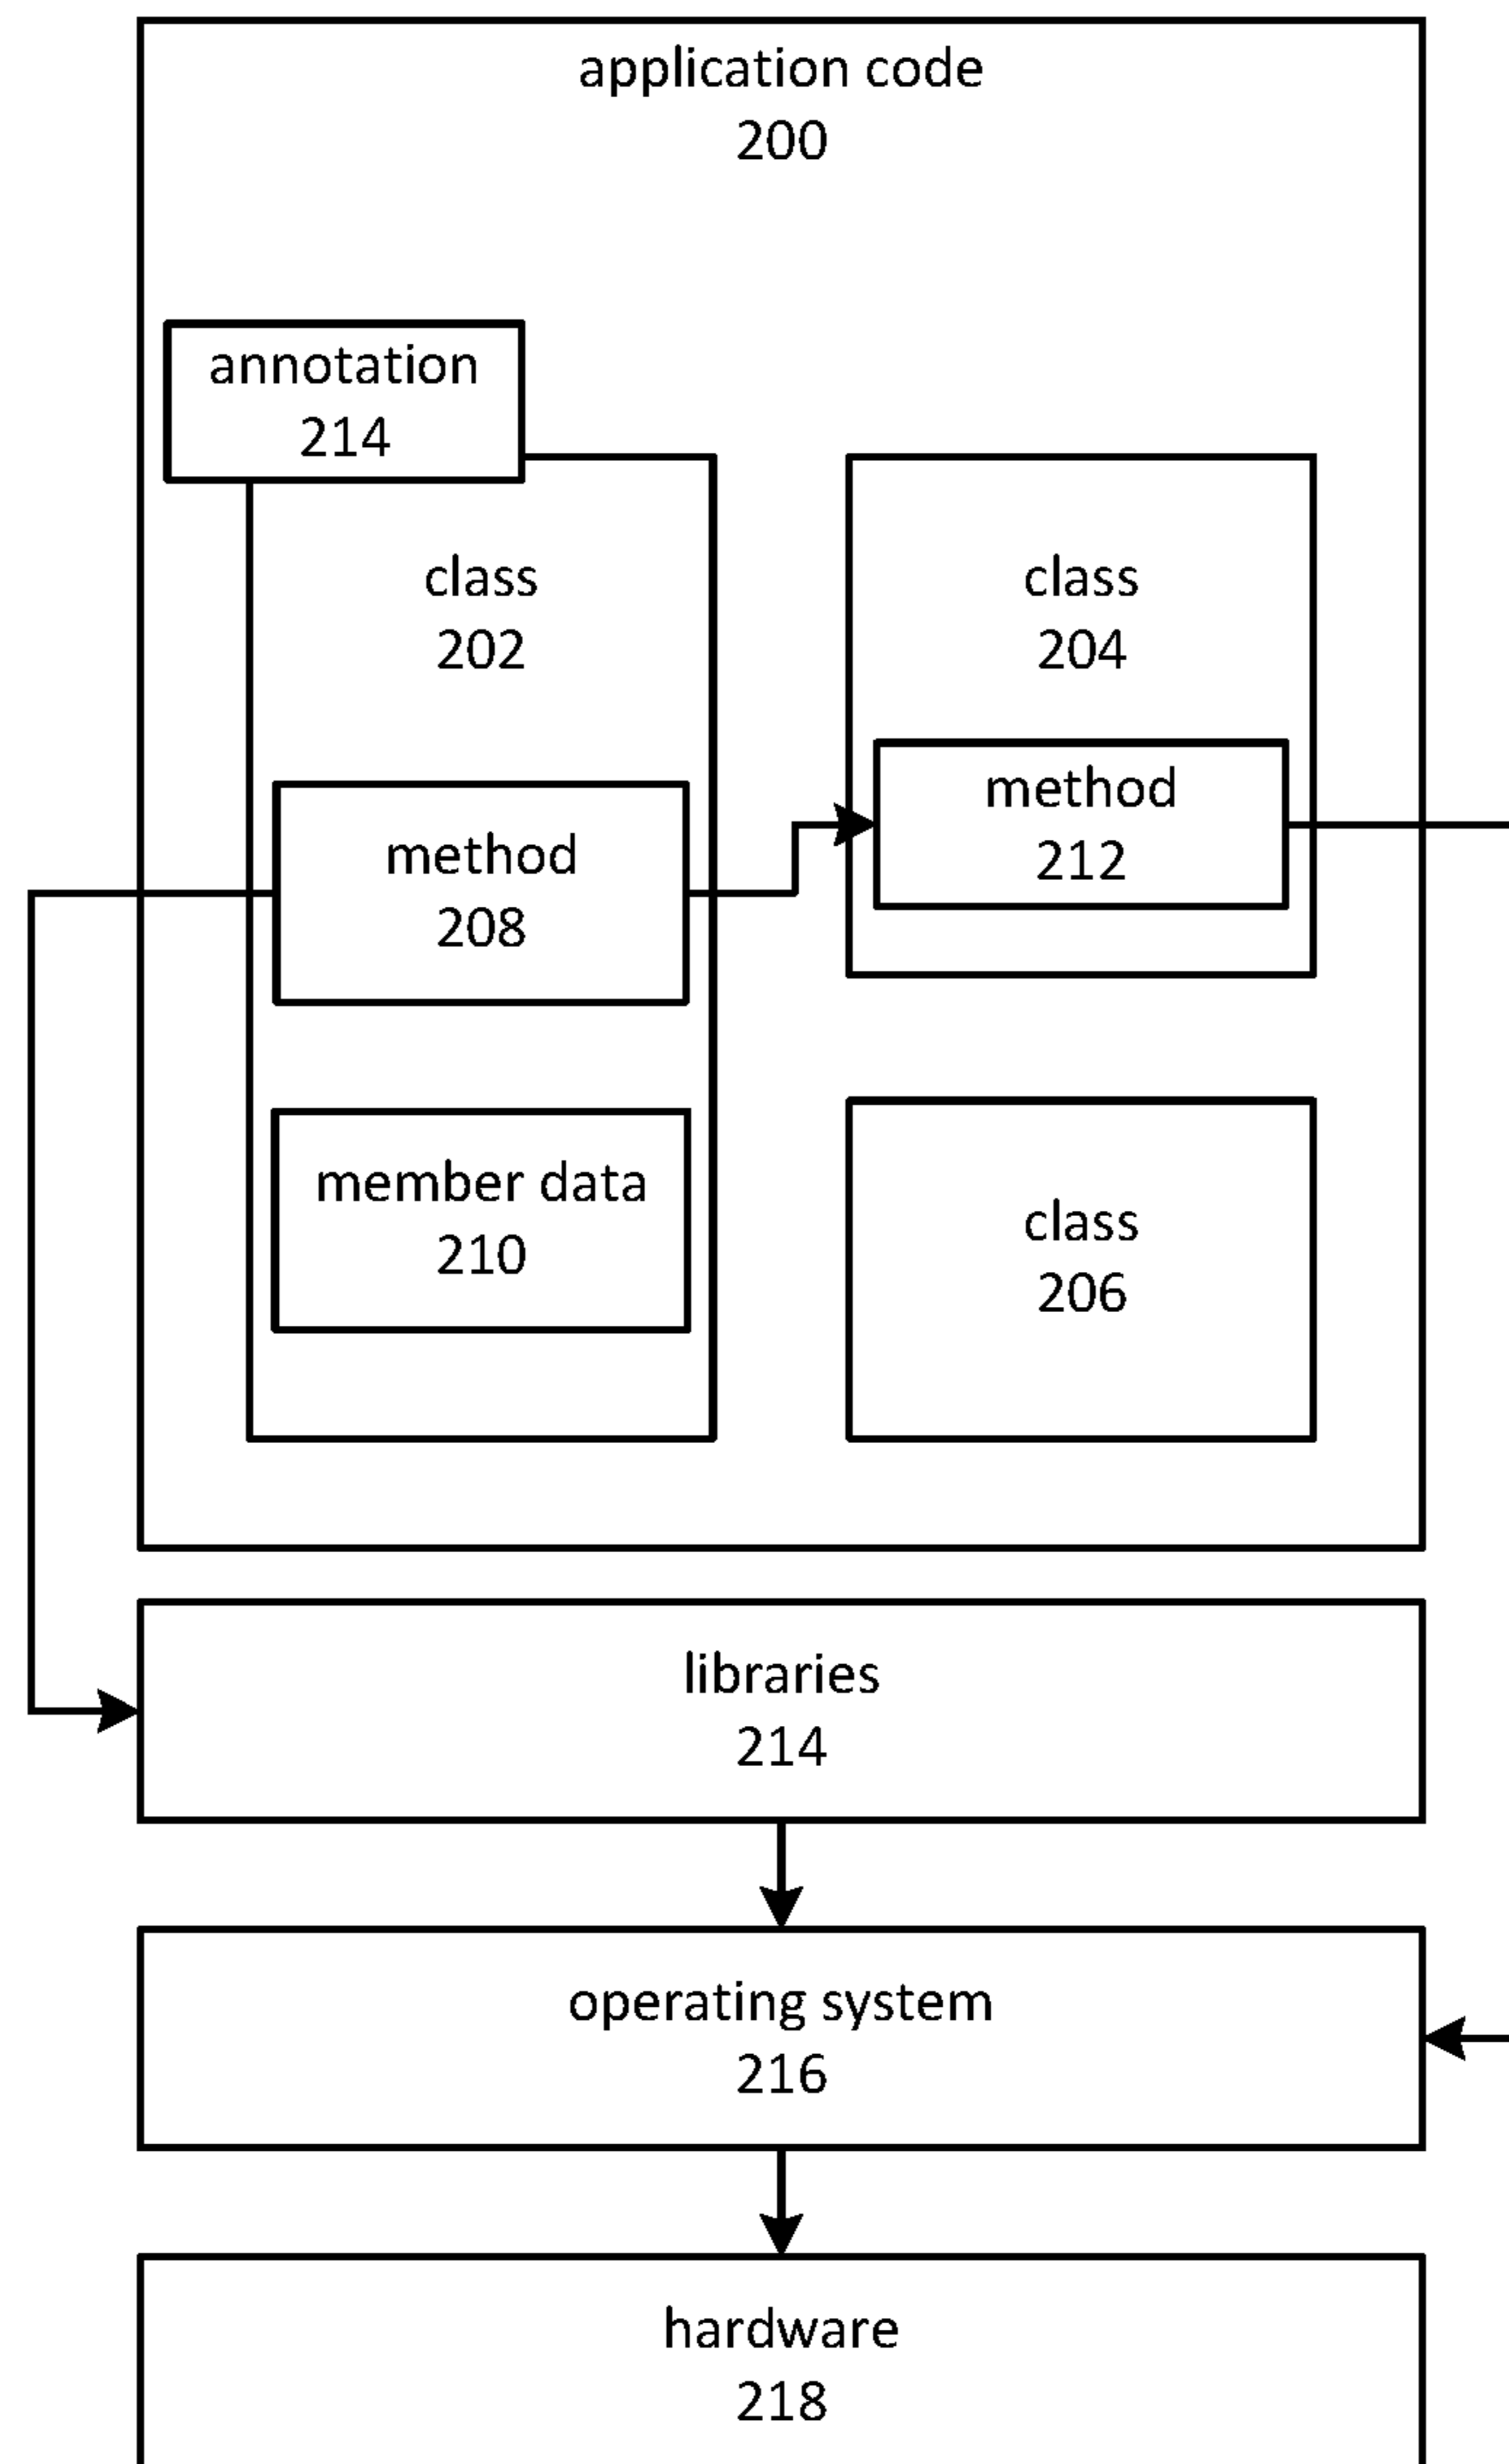 application code
200
annotation
214
class
202
class
204
method
208
method
212
member data
210
class
206
libraries
214
operating system
216
hardware
218